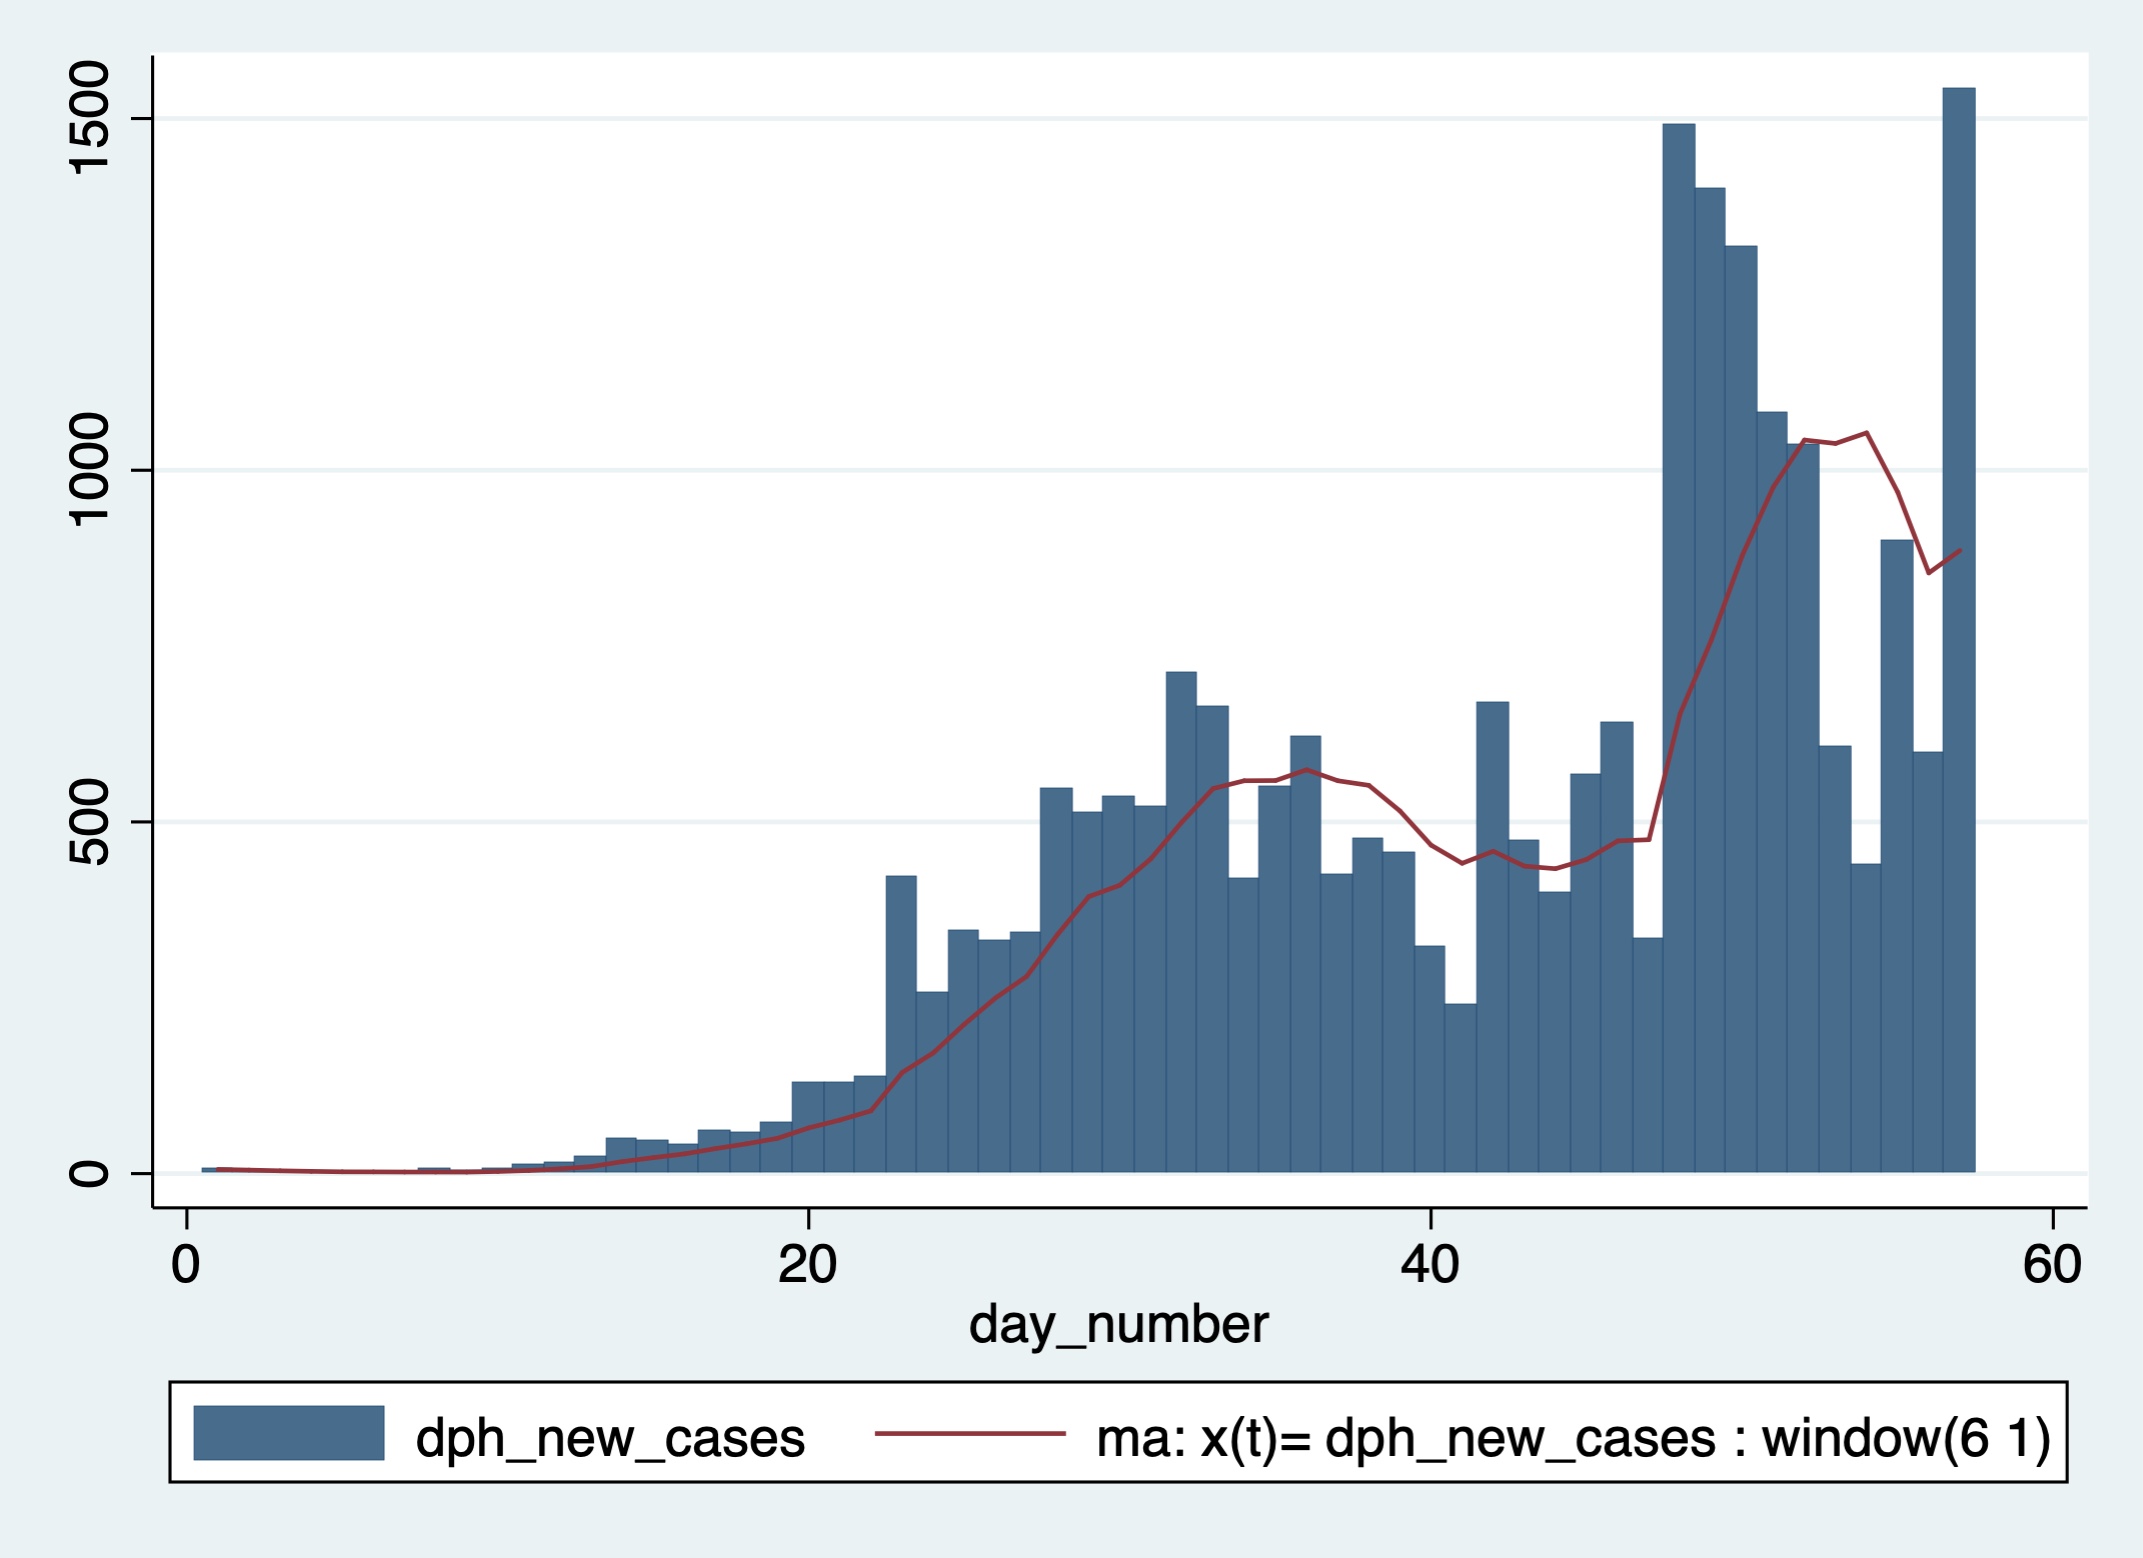 1500
1000
500
0
0 20 40 60
day_number
dph_new_cases ma: x(t)= dph_new_cases : window(6 1)